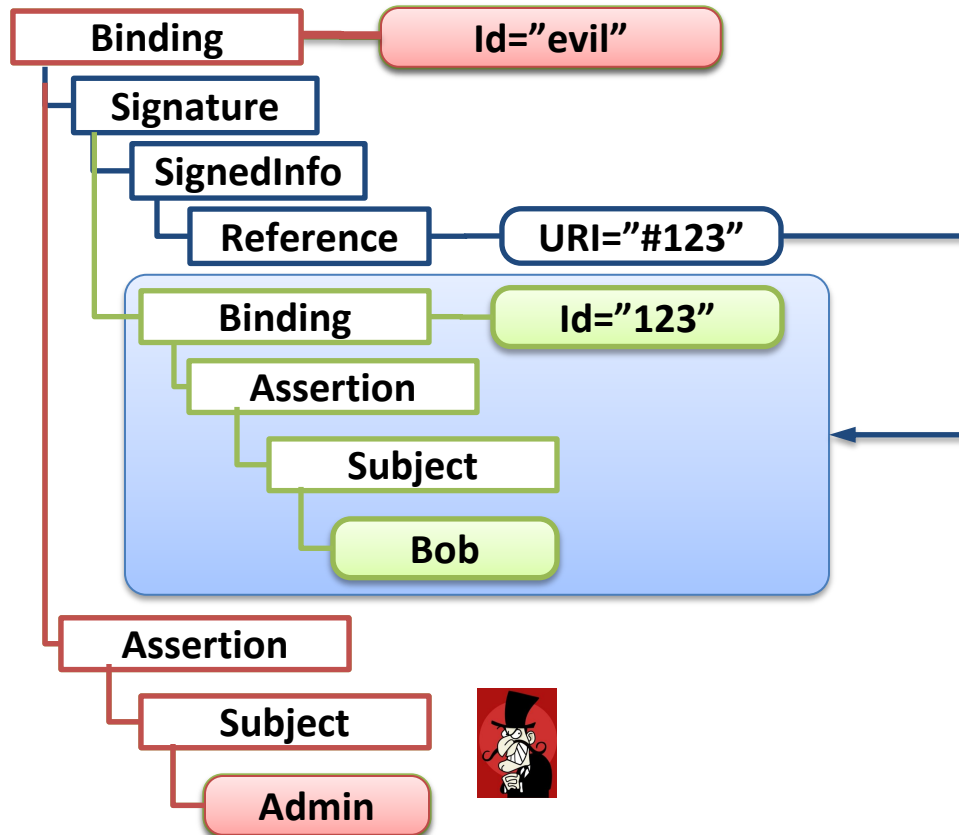 Binding
Id=”evil”
Signature
SignedInfo
Reference
URI=”#123”
Binding
Id=”123”
Assertion
Subject
Bob
Assertion
Subject
Admin